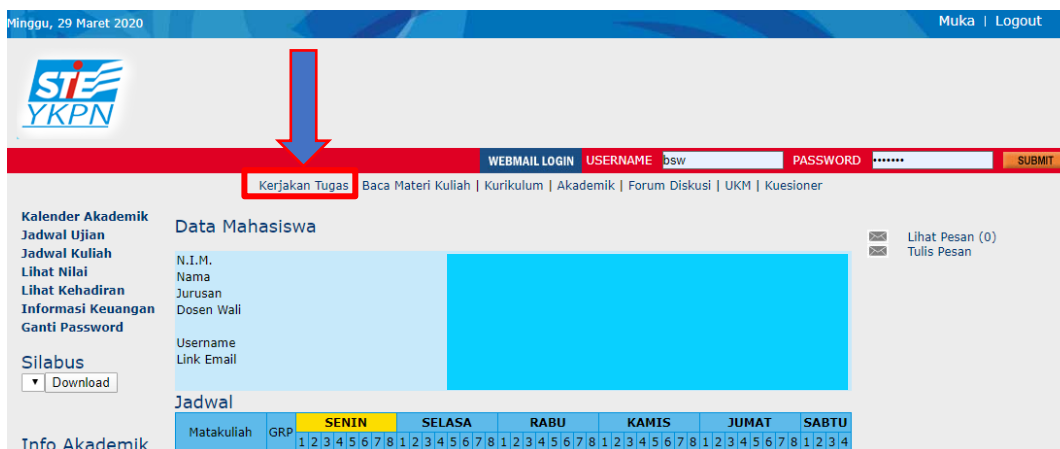 Minggu, 29 Maret 2020
Muka | Logout
STIE
YKPN
WEBMAIL LOGIN USERNAME bsw PASSWORD ••••••• SUBMIT
Kerjakan Tugas Baca Materi Kuliah | Kurikulum | Akademik | Forum Diskusi | UKM | Kuesioner
Kalender Akademik
Jadwal Ujian
Jadwal Kuliah
Lihat Nilai
Lihat Kehadiran
Informasi Keuangan
Ganti Password
Silabus
Download
Info Akademik
Data Mahasiswa
N.I.M.
Nama
Jurusan
Dosen Wali
Username
Link Email
Jadwal
Matakuliah GRP SENIN SELASA RABU KAMIS JUMAT SABTU
1 2 3 4 5 6 7 8 1 2 3 4 5 6 7 8 1 2 3 4 5 6 7 8 1 2 3 4 5 6 7 8 1 2 3 4 5 6 7 8 1 2 3 4
Lihat Pesan (0)
Tulis Pesan